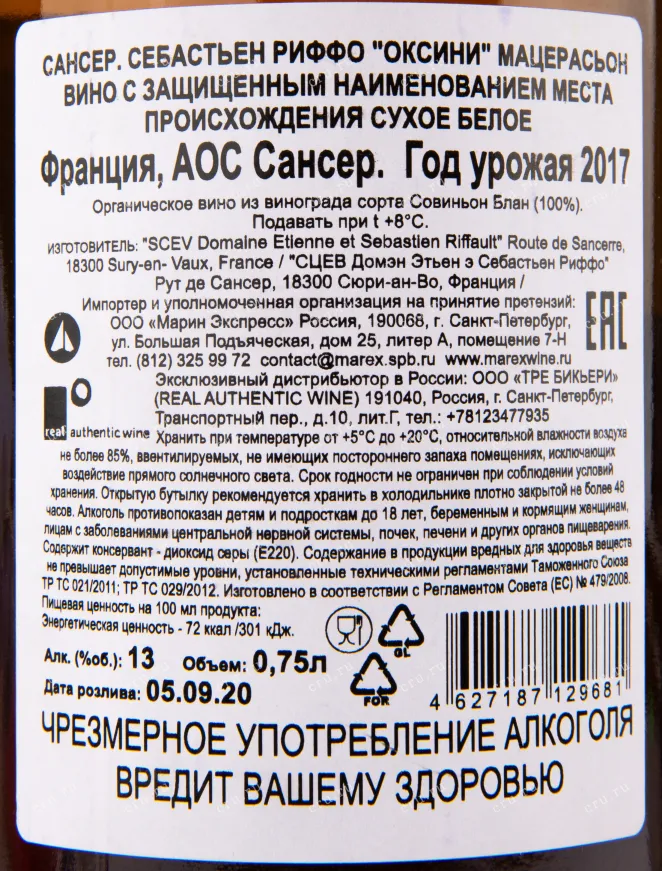 САНСЕР. СЕБАСТЬЕН РИФФО "ОКСИНИ" МАЦЕРАСЬОН
ВИНО С ЗАЩИЩЕННЫМ НАИМЕНОВАНИЕМ МЕСТА
ПРОИСХОЖДЕНИЯ СУХОЕ БЕЛОЕ
Франция, АОС Сансер. Год урожая 2017
Органическое вино из винограда сорта Совиньон Блан (100%).
Подавать при t +8°C.
ИЗГОТОВИТЕЛЬ: "SCEV Domaine Etienne et Sebastien Riffault" Route de Sancerre,
18300 Sury-en- Vaux, France / "СЦЕВ Домэн Этьен э Себастьен Риффо"
Рут де Сансер, 18300 Сюри-ан-Во, Франция /
Импортер и уполномоченная организация на принятие претензий:
ООО «Марин Экспресс» Россия, 190068, г. Санкт-Петербург,
ул. Большая Подъяческая, дом 25, литер А, помещение 7-Н
тел. (812) 325 99 72 contact@marex.spb.ru www.marexwine.ru
EAC
Эксклюзивный дистрибьютор в России: ООО «ТРЕ БИКЬЕРИ»
(REAL AUTHENTIC WINE) 191040, Россия, г. Санкт-Петербург,
Транспортный пер., д.10, лит.Г, тел.: +78123477935
real authentic wine
Хранить при температуре от +5°C до +20°C, относительной влажности воздуха
не более 85%, ввентилируемых, не имеющих постороннего запаха помещениях, исключающих
воздействие прямого солнечного света. Срок годности не ограничен при соблюдении условий
хранения. Открытую бутылку рекомендуется хранить в холодильнике плотно закрытой не более 48
часов. Алкоголь противопоказан детям и подросткам до 18 лет, беременным и кормящим женщинам,
лицам с заболеваниями центральной нервной системы, почек, печени и других органов пищеварения.
Содержит консервант - диоксид серы (E220). Содержание в продукции вредных для здоровья веществ
не превышает допустимые уровни, установленные техническими регламентами Таможенного Союза
ТР ТС 021/2011; ТР ТС 029/2012. Изготовлено в соответствии с Регламентом Совета (ЕС) № 479/2008.
Пищевая ценность на 100 мл продукта:
Энергетическая ценность - 72 ккал /301 кДж.
Алк. (%об.): 13 Объем: 0,75л
Дата розлива: 05.09.20
GL
FOR
4 627187 129681
ЧРЕЗМЕРНОЕ УПОТРЕБЛЕНИЕ АЛКОГОЛЯ
ВРЕДИТ ВАШЕМУ ЗДОРОВЬЮ
cru.ru